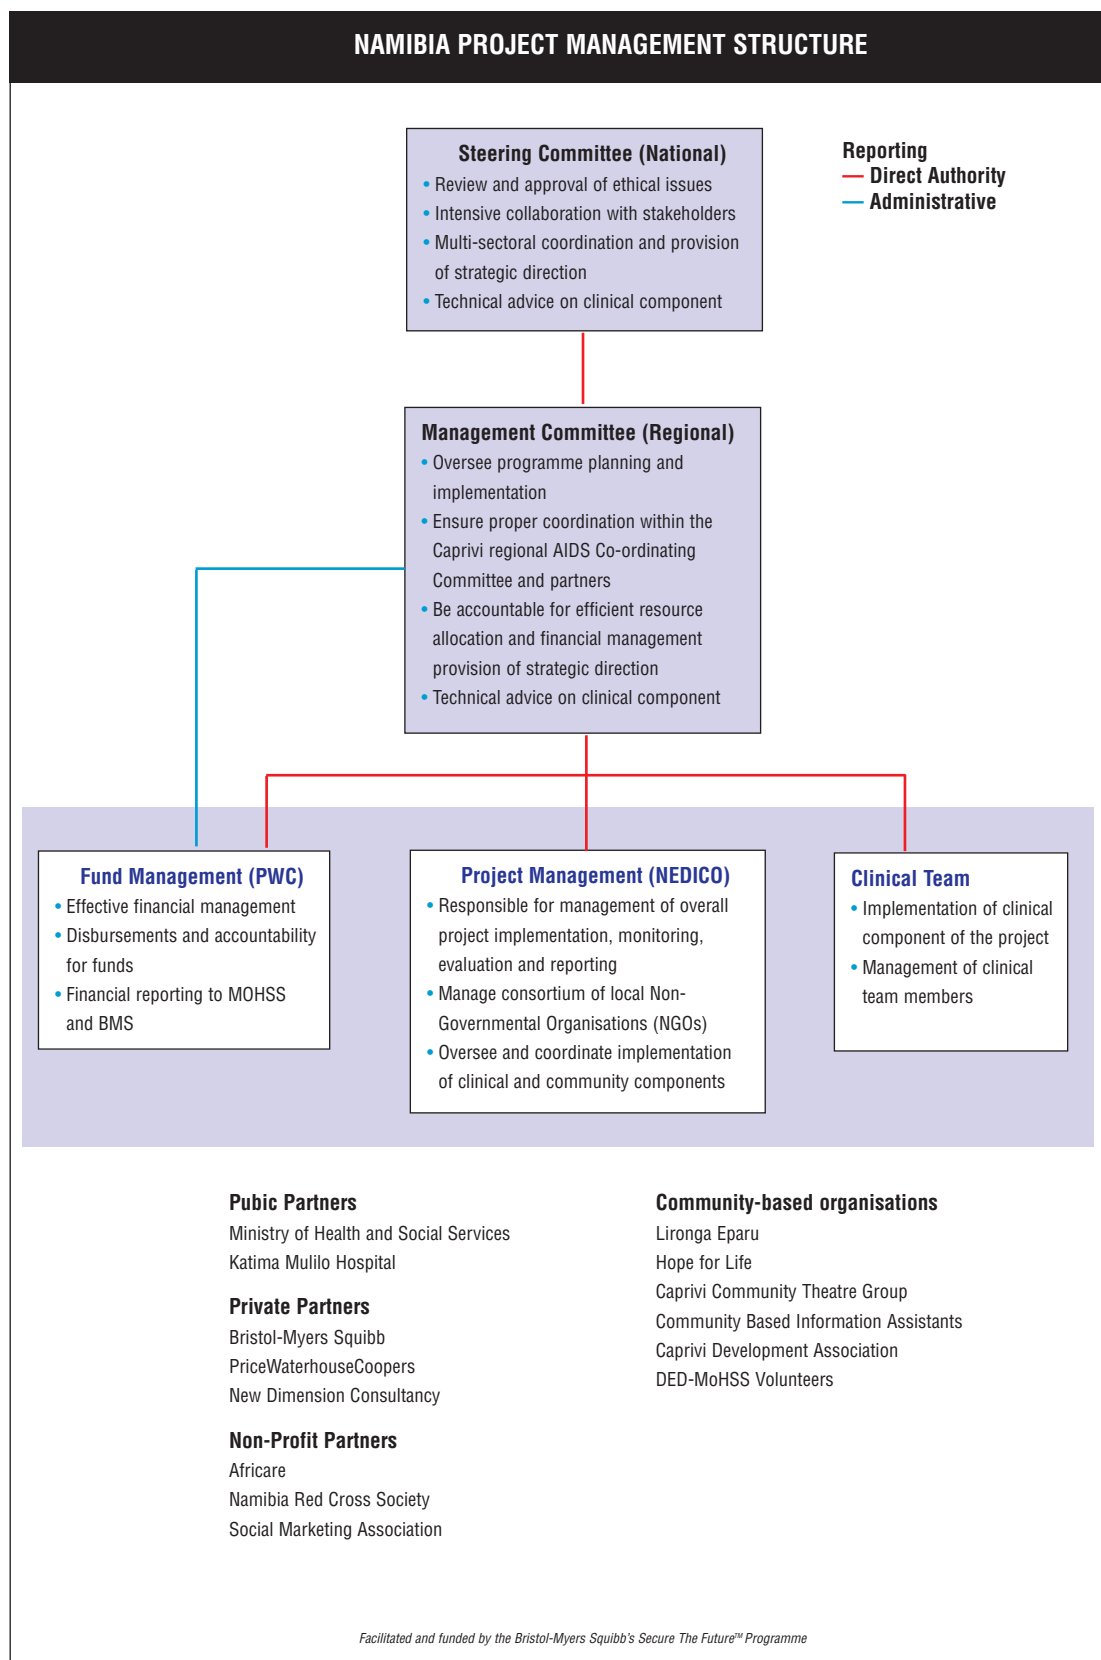 NAMIBIA PROJECT MANAGEMENT STRUCTURE
Steering Committee (National)
• Review and approval of ethical issues
• Intensive collaboration with stakeholders
• Multi-sectoral coordination and provision
of strategic direction
• Technical advice on clinical component
Reporting
Direct Authority
Administrative
Management Committee (Regional)
• Oversee programme planning and
implementation
• Ensure proper coordination within the
Caprivi regional AIDS Co-ordinating
Committee and partners
• Be accountable for efficient resource
allocation and financial management
provision of strategic direction
• Technical advice on clinical component
Fund Management (PWC)
• Effective financial management
• Disbursements and accountability
for funds
• Financial reporting to MOHSS
and BMS
Project Management (NEDICO)
• Responsible for management of overall
project implementation, monitoring,
evaluation and reporting
• Manage consortium of local Non-
Governmental Organisations (NGOs)
• Oversee and coordinate implementation
of clinical and community components
Clinical Team
• Implementation of clinical
component of the project
• Management of clinical
team members
Pubic Partners
Ministry of Health and Social Services
Katima Mulilo Hospital
Private Partners
Bristol-Myers Squibb
PriceWaterhouseCoopers
New Dimension Consultancy
Non-Profit Partners
Africare
Namibia Red Cross Society
Social Marketing Association
Community-based organisations
Lironga Eparu
Hope for Life
Caprivi Community Theatre Group
Community Based Information Assistants
Caprivi Development Association
DED-MoHSS Volunteers
Facilitated and funded by the Bristol-Myers Squibb's Secure The Future™ Programme